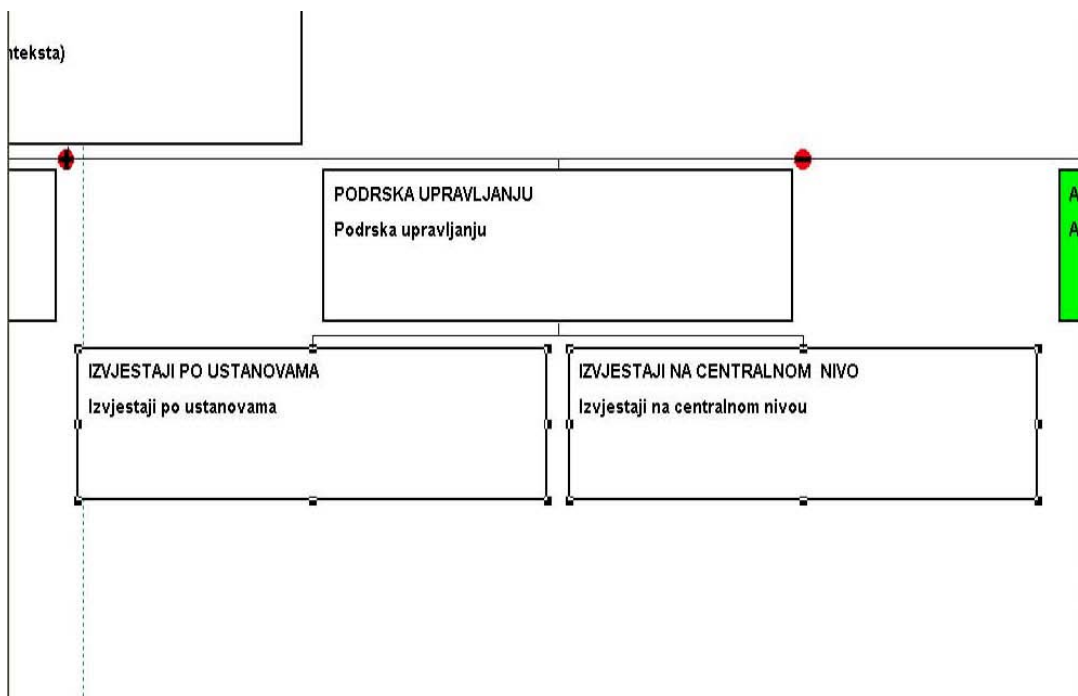 nteksta)
PODRSKA UPRAVLJANJU
Podrska upravljanju
A
A
IZVJESTAJI PO USTANOVAMA
Izvjestaji po ustanovama
IZVJESTAJI NA CENTRALNOM  NIVO
Izvjestaji na centralnom nivou